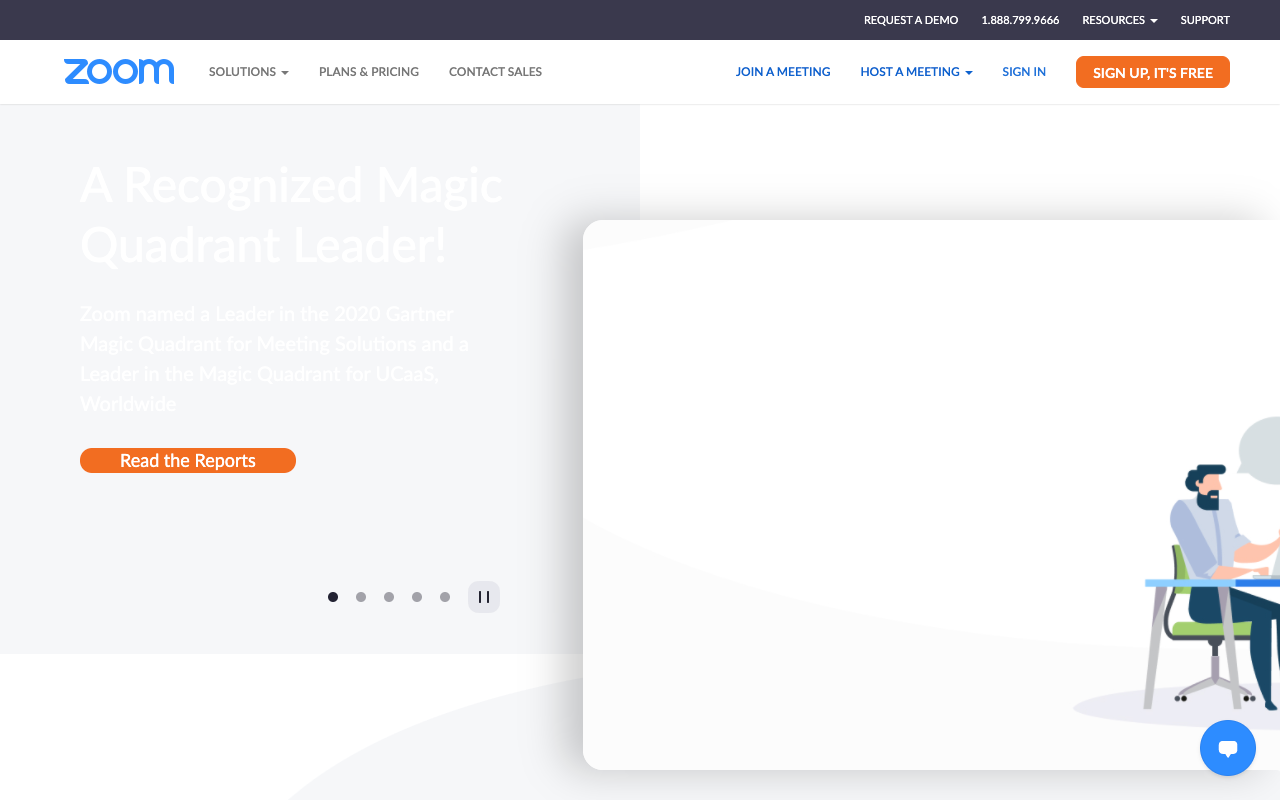 REQUEST A DEMO 1.888.799.9666 RESOURCES SUPPORT
zoom SOLUTIONS PLANS & PRICING CONTACT SALES JOIN A MEETING HOST A MEETING SIGN IN SIGN UP, IT'S FREE
A Recognized Magic
Quadrant Leader!
Zoom named a Leader in the 2020 Gartner
Magic Quadrant for Meeting Solutions and a
Leader in the Magic Quadrant for UCaaS,
Worldwide
Read the Reports